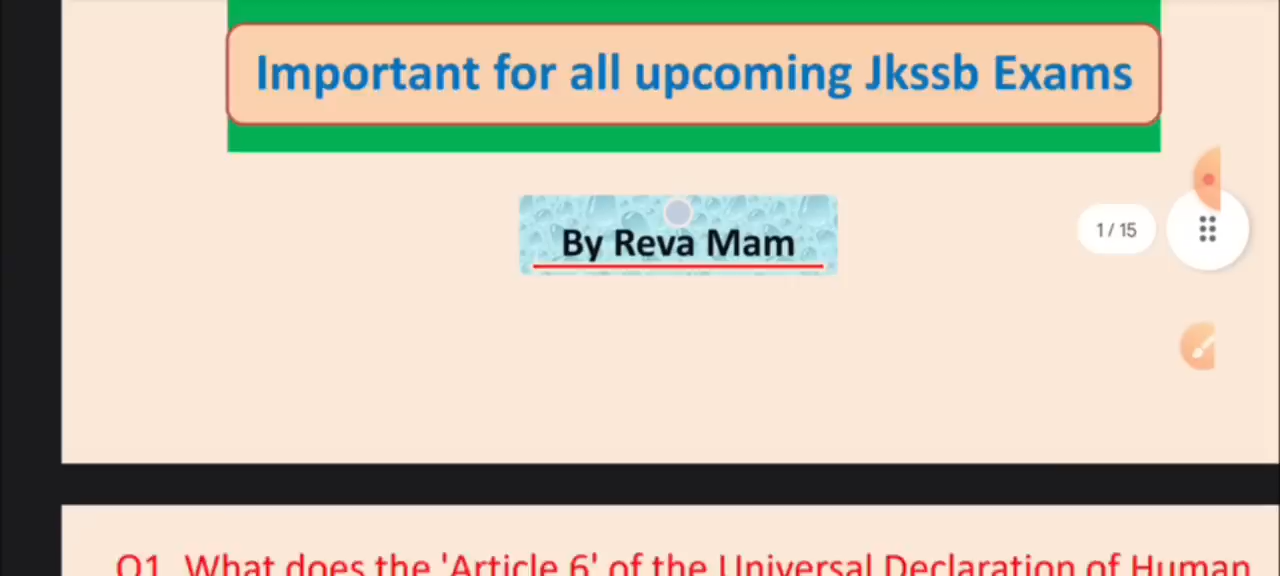 Important for all upcoming Jkssb Exams
By Reva Mam
1 / 15
Q1. What does the 'Article 6' of the Universal Declaration of Human